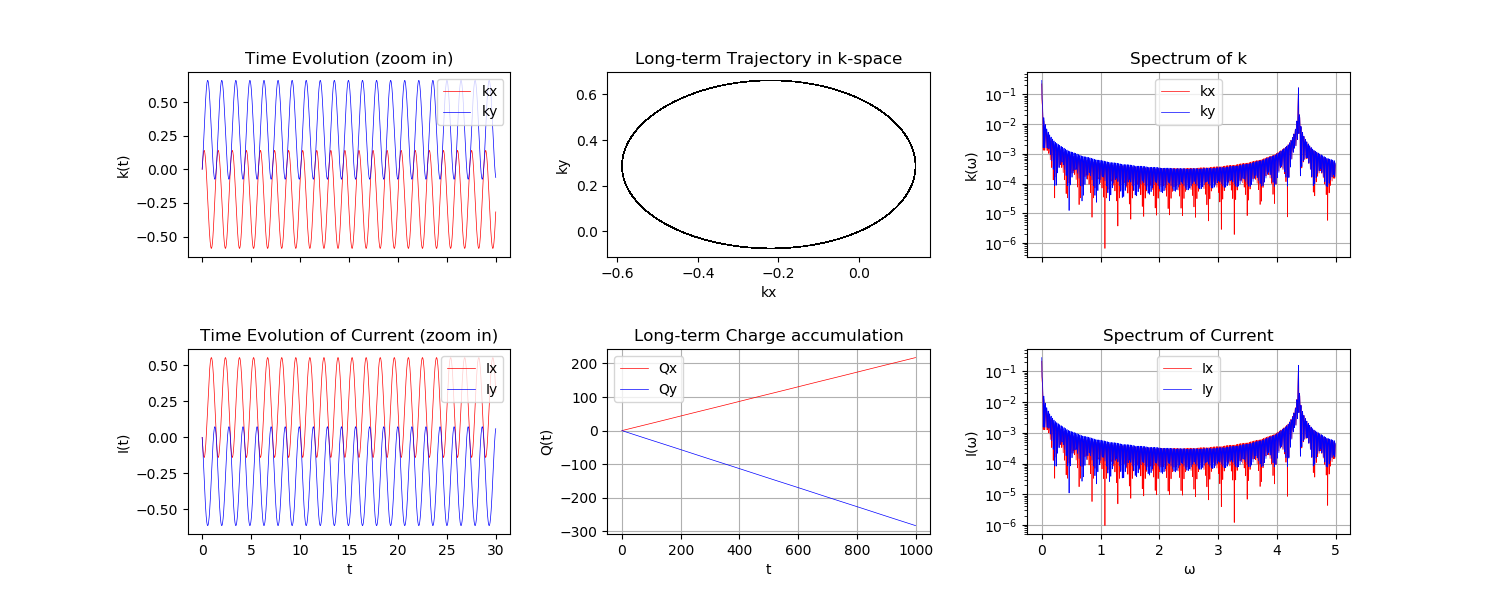 Time Evolution (zoom in)
k(t)
0.50
0.25
0.00
−0.25
−0.50
kx
ky
Long-term Trajectory in k-space
ky
0.6
0.4
0.2
0.0
−0.6 −0.4 −0.2 0.0
kx
Spectrum of k
k(ω)
10⁻¹
10⁻²
10⁻³
10⁻⁴
10⁻⁵
10⁻⁶
kx
ky
Time Evolution of Current (zoom in)
I(t)
0.50
0.25
0.00
−0.25
−0.50
Ix
Iy
0 5 10 15 20 25 30
t
Long-term Charge accumulation
Q(t)
200
100
0
−100
−200
−300
Qx
Qy
0 200 400 600 800 1000
t
Spectrum of Current
I(ω)
10⁻¹
10⁻²
10⁻³
10⁻⁴
10⁻⁵
10⁻⁶
Ix
Iy
0 1 2 3 4 5
ω